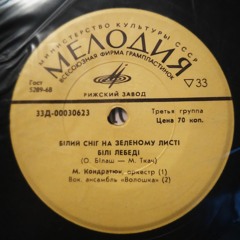 МИНИСТЕРСТВО КУЛЬТУРЫ СССР
МЕЛОДИЯ
ВСЕСОЮЗНАЯ ФИРМА ГРАМПЛАСТИНОК
Гост
5289-68
33
РИЖСКИЙ ЗАВОД
33Д-00030623
Третья группа
Цена 70 коп.
БІЛИЙ СНІГ НА ЗЕЛЕНОМУ ЛИСТІ
БІЛІ ЛЕБЕДІ
(О. Білаш — М. Ткач)
М. Кондратюк, оркестр (1)
Вок. ансамбль «Волошка» (2)